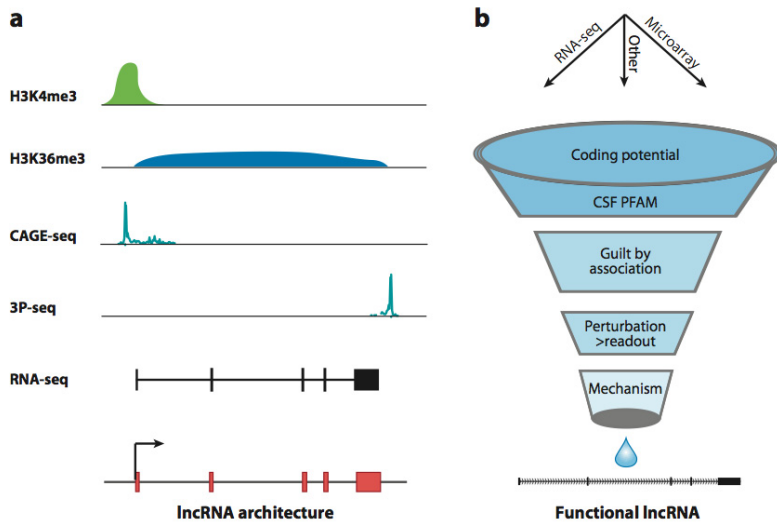 a
H3K4me3
H3K36me3
CAGE-seq
3P-seq
RNA-seq
lncRNA architecture
b
RNA-seq
Other
Microarray
Coding potential
CSF PFAM
Guilt by
association
Perturbation
>readout
Mechanism
Functional lncRNA